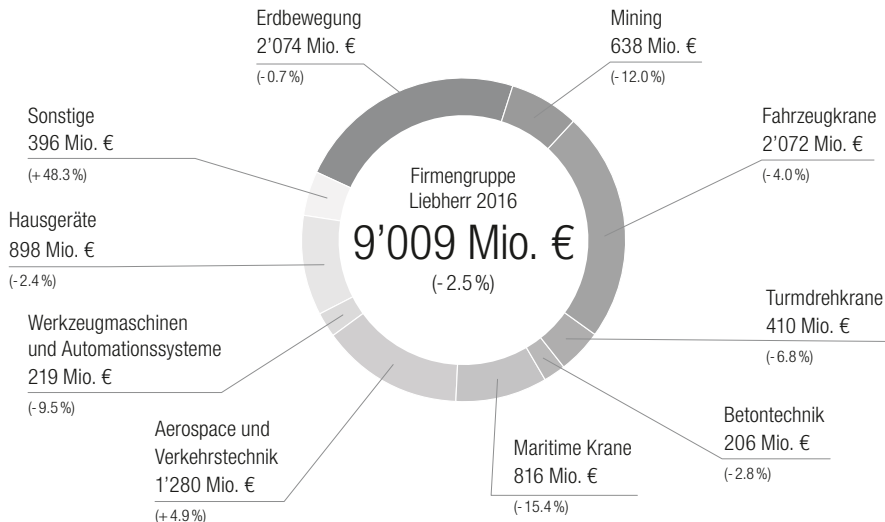 Erdbewegung
2’074 Mio. €
(- 0.7 %)
Mining
638 Mio. €
(- 12.0 %)
Sonstige
396 Mio. €
(+ 48.3 %)
Fahrzeugkrane
2’072 Mio. €
(- 4.0 %)
Firmengruppe
Liebherr 2016
9’009 Mio. €
(- 2.5 %)
Hausgeräte
898 Mio. €
(- 2.4 %)
Turmdrehkrane
410 Mio. €
(- 6.8 %)
Werkzeugmaschinen
und Automationssysteme
219 Mio. €
(- 9.5 %)
Betontechnik
206 Mio. €
(- 2.8 %)
Aerospace und
Verkehrstechnik
1’280 Mio. €
(+ 4.9 %)
Maritime Krane
816 Mio. €
(- 15.4 %)